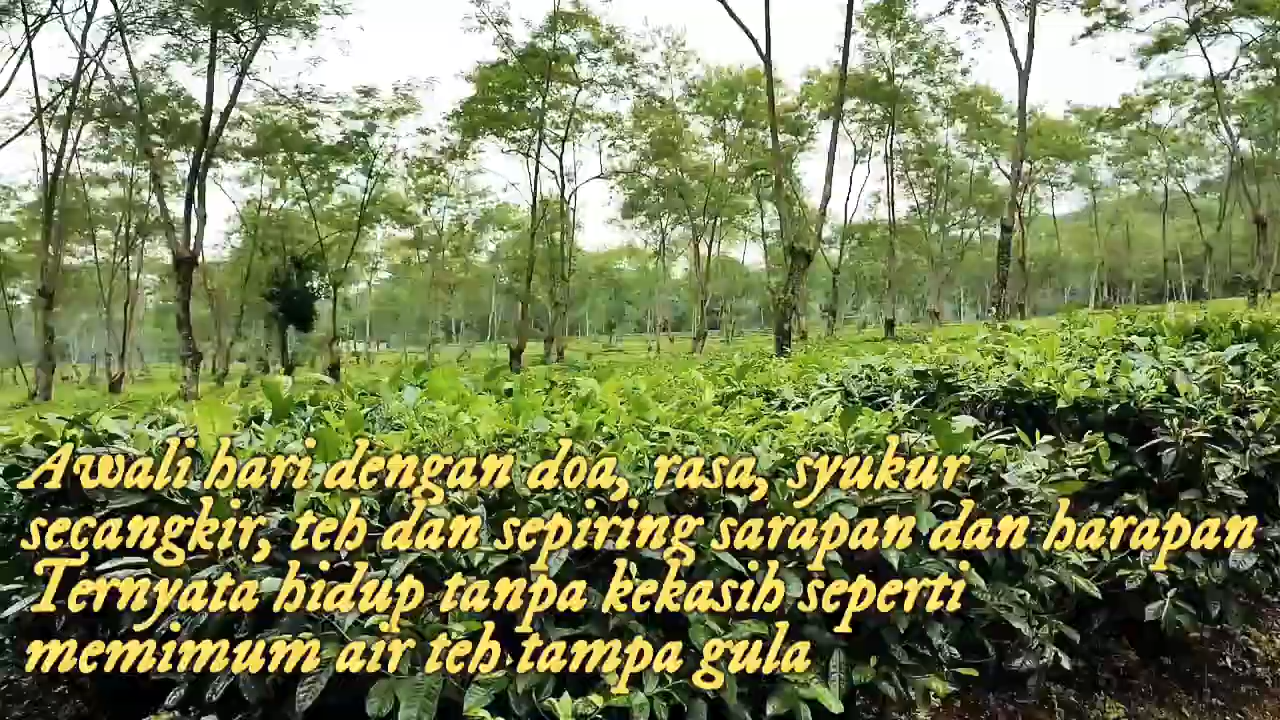 Awali hari dengan doa, rasa, syukur
secangkir, teh dan sepiring sarapan dan harapan
Ternyata hidup tanpa kekasih seperti
memimum air teh tampa gula